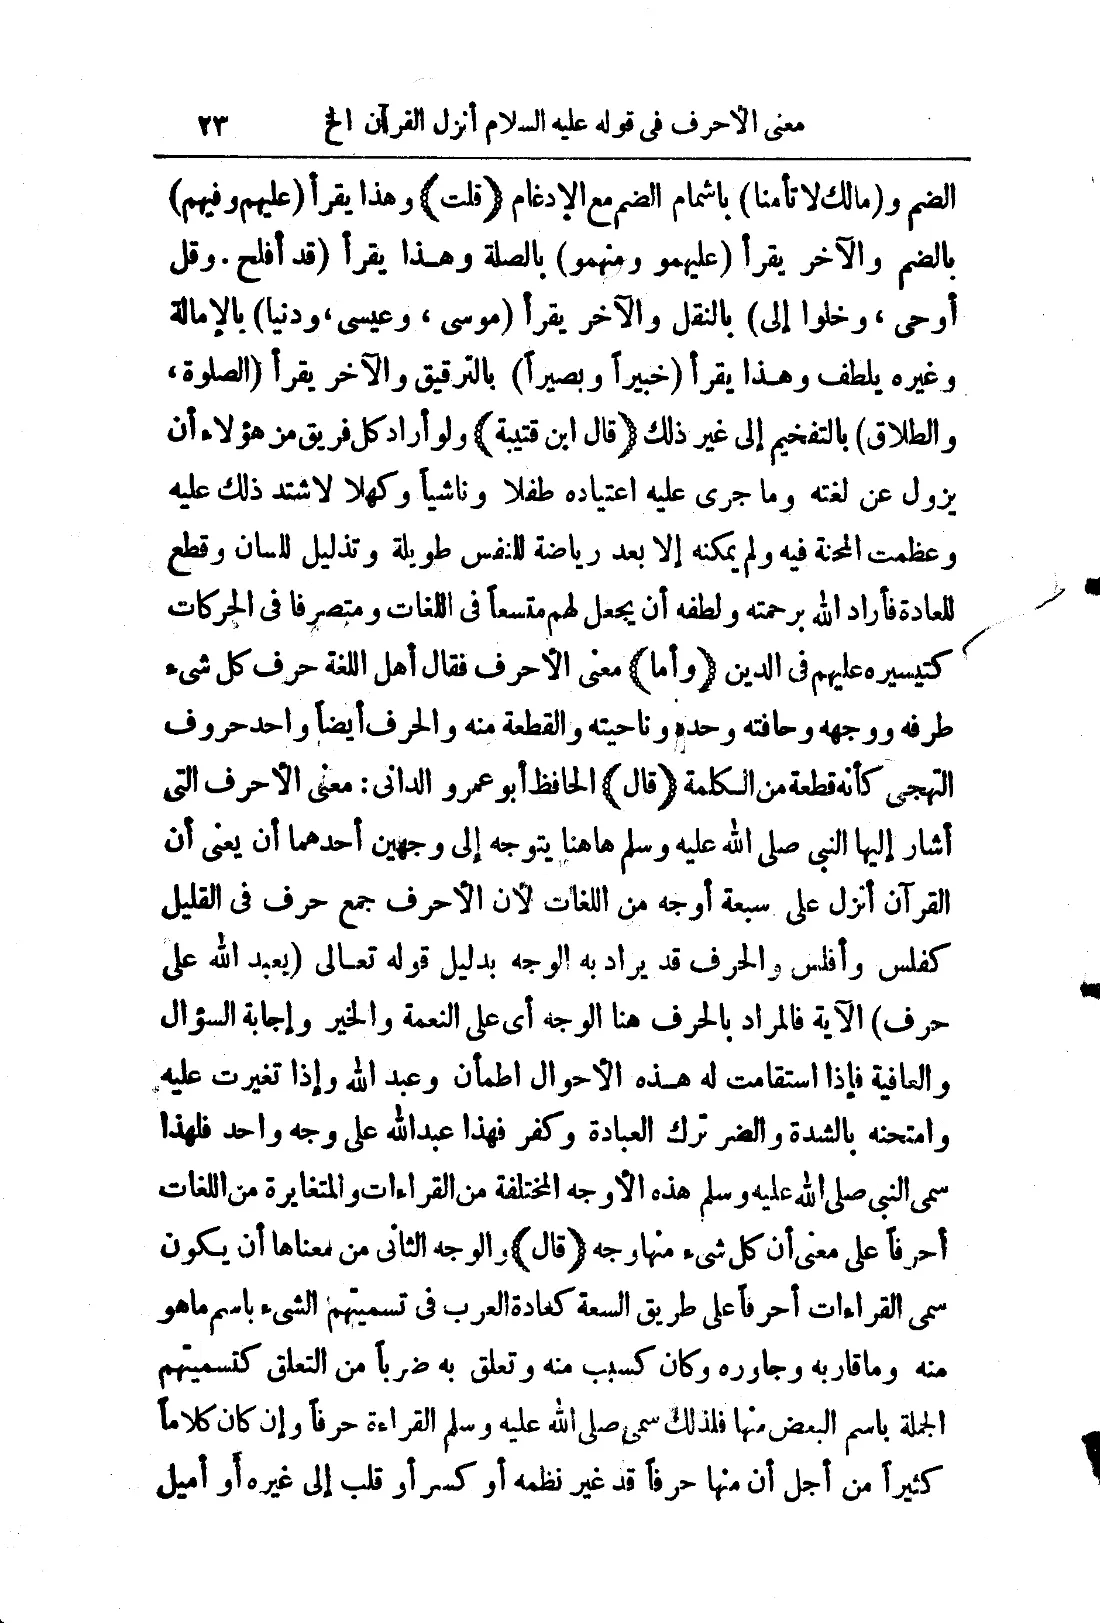 معنى الأحرف فى قوله عليه السلام أنزل القرآن الخ ٢٣
الضم و(مالك لا تأمنا) باشمام الضم مع الإدغام (قلت) وهذا يقرأ (عليهم وفيهم)
بالضم والآخر يقرأ (عليهمو ومنهمو) بالصلة وهذا يقرأ (قد أفلح . وقل
أوحى ، وخلوا إلى) بالنقل والآخر يقرأ (موسى ، وعيسى ، ودنيا) بالإمالة
وغيره يلطف وهذا يقرأ (خبيراً وبصيراً) بالترقيق والآخر يقرأ (الصلوة ،
والطلاق) بالتفخيم إلى غير ذلك (قال ابن قتيبة) ولو أراد كل فريق من هؤلاء أن
يزول عن لغته وما جرى عليه اعتياده طفلا وناشياً وكهلا لاشتد ذلك عليه
وعظمت المحنة فيه ولم يمكنه إلا بعد رياضة للنفس طويلة وتذليل للسان وقطع
للعادة فأراد الله برحمته ولطفه أن يجعل لهم متسعاً فى اللغات ومتصرفا فى الحركات
كتيسيره عليهم فى الدين (وأما) معنى الأحرف فقال أهل اللغة حرف كل شىء
طرفه ووجهه وحافته وحده وناحيته والقطعة منه والحرف أيضاً واحد حروف
التهجى كأنه قطعة من الكلمة (قال) الحافظ أبو عمرو الدانى : معنى الأحرف التى
أشار إليها النبي صلى الله عليه وسلم هاهنا يتوجه إلى وجهين أحدهما أن يعنى أن
القرآن أنزل على سبعة أوجه من اللغات لأن الأحرف جمع حرف فى القليل
كفلس وأفلس والحرف قد يراد به الوجه بدليل قوله تعالى (يعبد الله على
حرف) الآية فالمراد بالحرف هنا الوجه أى على النعمة والخير وإجابة السؤال
والعافية فإذا استقامت له هذه الأحوال اطمأن وعبد الله وإذا تغيرت عليه
وامتحنه بالشدة والضر ترك العبادة وكفر فهذا عبد الله على وجه واحد فلهذا
سمى النبي صلى الله عليه وسلم هذه الأوجه المختلفة من القراءات والمتغايرة من اللغات
أحرفاً على معنى أن كل شىء منها وجه (قال) والوجه الثانى من معناها أن يكون
سمى القراءات أحرفاً على طريق السعة كعادة العرب فى تسميتهم الشىء باسم ما هو
منه وما قاربه وجاوره وكان كسبب منه وتعلق به ضرباً من التعلق كتسميتهم
الجملة باسم البعض منها فلذلك سمى صلى الله عليه وسلم القراءة حرفاً وإن كان كلاماً
كثيراً من أجل أن منها حرفاً قد غير نظمه أو كسر أو قلب إلى غيره أو أميل